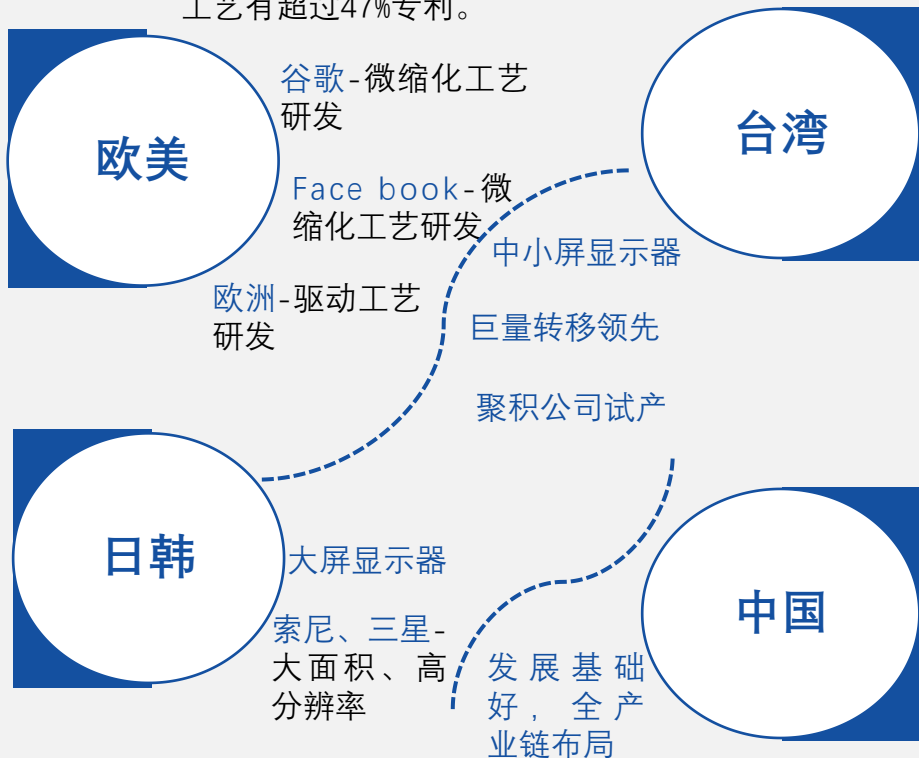 工艺有超过47%专利。
欧美
谷歌-微缩化工艺
研发
Face book-微
缩化工艺研发
欧洲-驱动工艺
研发
台湾
中小屏显示器
巨量转移领先
聚积公司试产
日韩
大屏显示器
索尼、三星-
大面积、高
分辨率
中国
发展基础
好，全产
业链布局